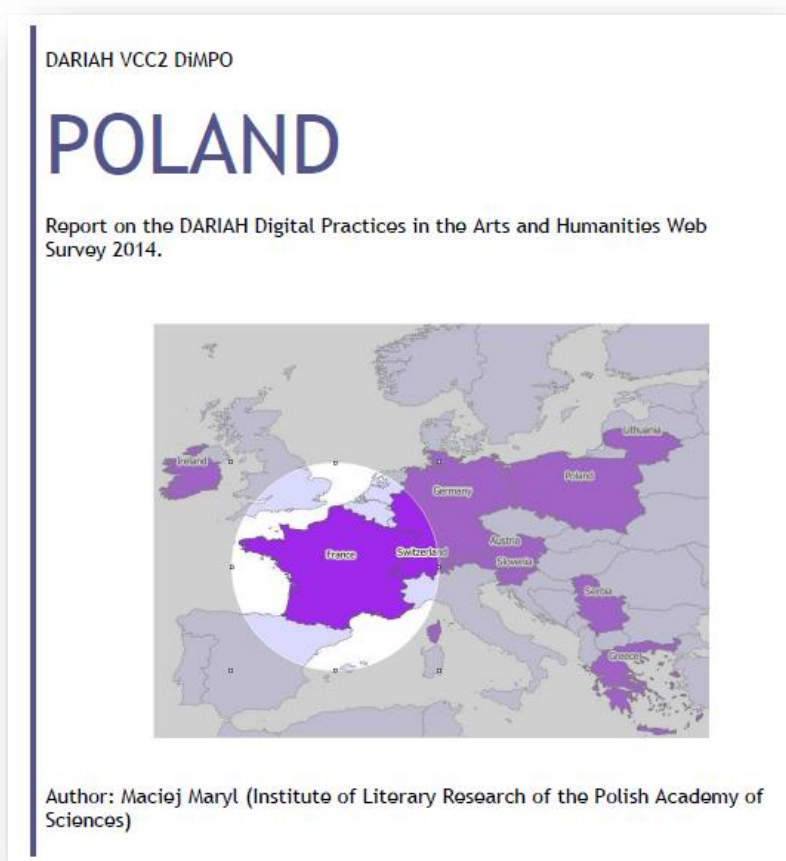 DARIAH VCC2 DiMPO
POLAND
Report on the DARIAH Digital Practices in the Arts and Humanities Web
Survey 2014.
Lithuania
Ireland
Poland
Germany
Austria
France
Switzerland
Slovenia
Serbia
Greece
Author: Maciej Maryl (Institute of Literary Research of the Polish Academy of
Sciences)